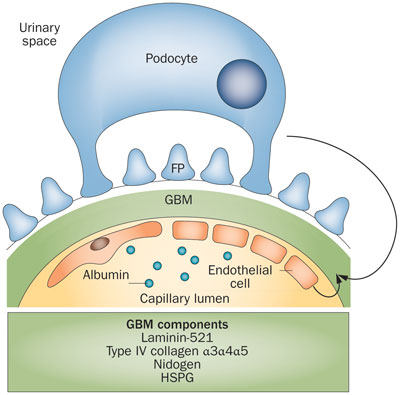 Urinary
space
Podocyte
FP
GBM
Albumin
Endothelial
cell
Capillary lumen
GBM components
Laminin-521
Type IV collagen α3α4α5
Nidogen
HSPG